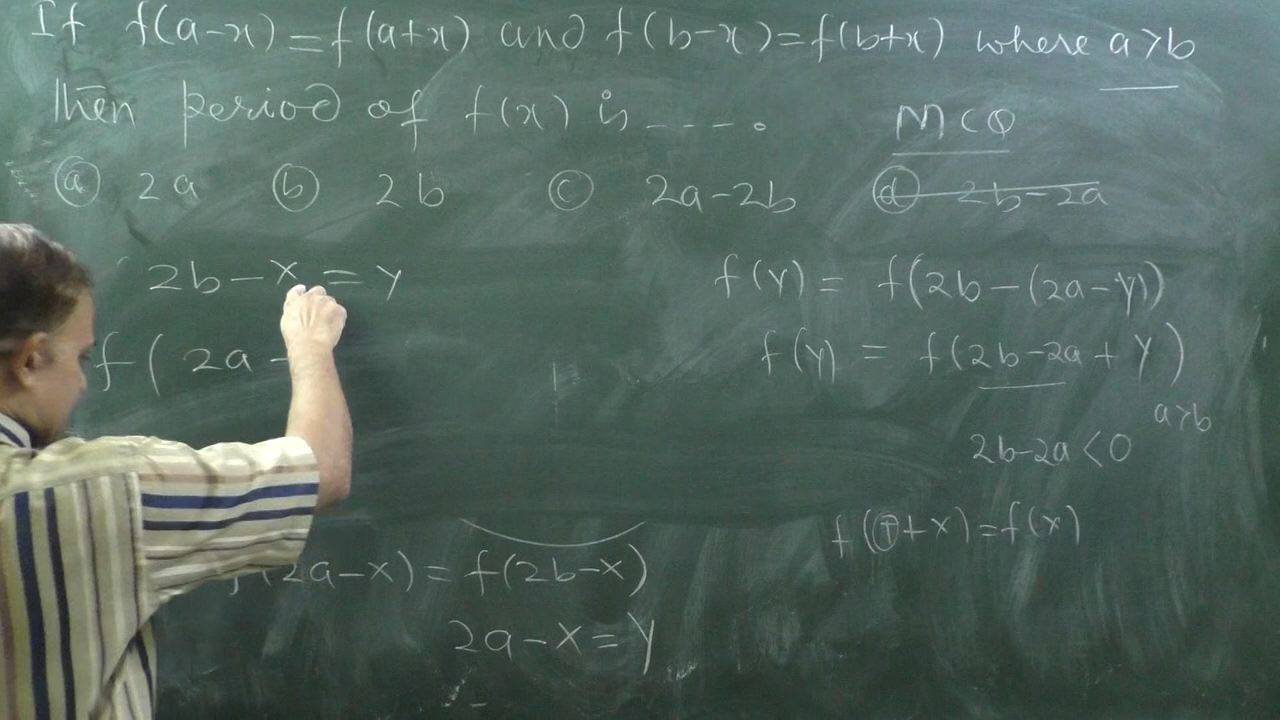 If f(a-x)=f(a+x) and f(b-x)=f(b+x) where a>b
Then period of f(x) is ----.
MCQ
(a) 2a (b) 2b (c) 2a-2b (d) 2b-2a
2b-x=y
f(2a-
f(2a-x)=f(2b-x)
2a-x=y
f(y)= f(2b-(2a-y))
f(y) = f(2b-2a+y)
a>b
2b-2a<0
f(T+x)=f(x)